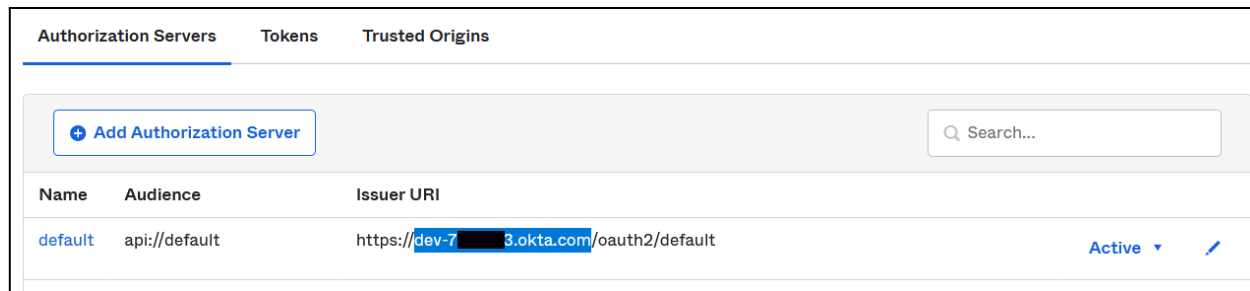 Authorization Servers Tokens Trusted Origins
Add Authorization Server Search...
Name Audience Issuer URI
default api://default https://dev-7 3.okta.com/oauth2/default Active